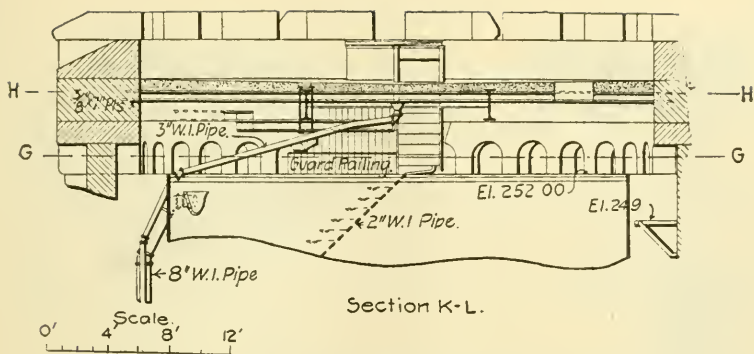 H
H
3/8"x7" Pls.
3" W.I. Pipe.
G
G
Guard Railing.
El. 252 00
El. 249
2" W.I. Pipe.
8" W.I. Pipe
Section K-L.
Scale.
0' 4' 8' 12'